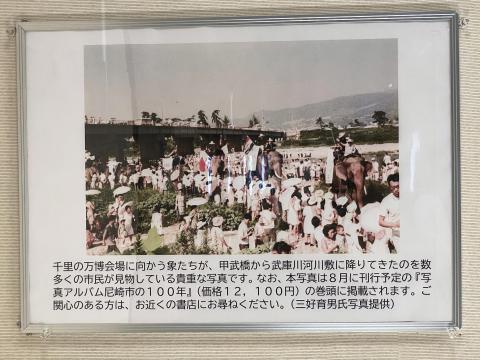 千里の万博会場に向かう象たちが、甲武橋から武庫川河川敷に降りてきたのを数
多くの市民が見物している貴重な写真です。なお、本写真は８月に刊行予定の『写
真アルバム尼崎市の１００年』（価格１２，１００円）の巻頭に掲載されます。ご
関心のある方は、お近くの書店にお尋ねください。（三好育男氏写真提供）